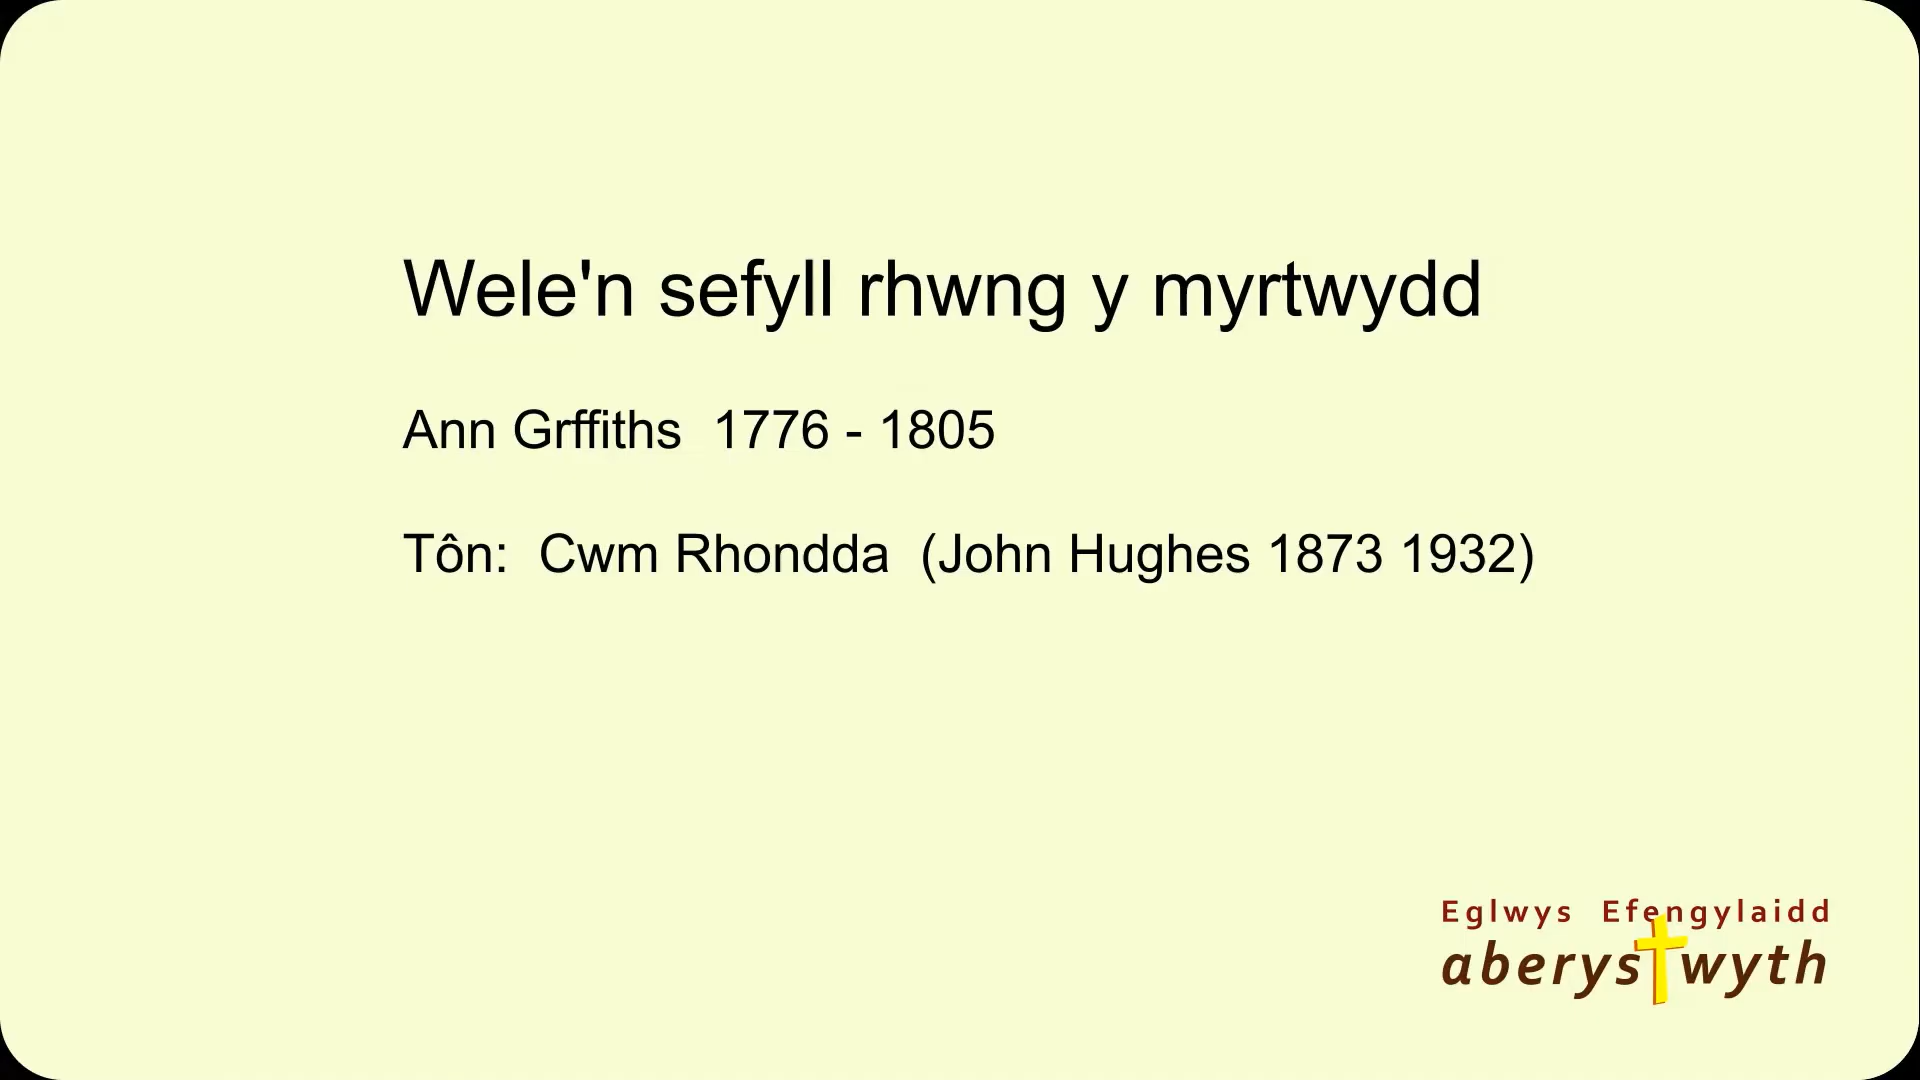 Wele'n sefyll rhwng y myrtwydd
Ann Grffiths 1776 - 1805
Tôn: Cwm Rhondda (John Hughes 1873 1932)
Eglwys Efengylaidd
aberystwyth